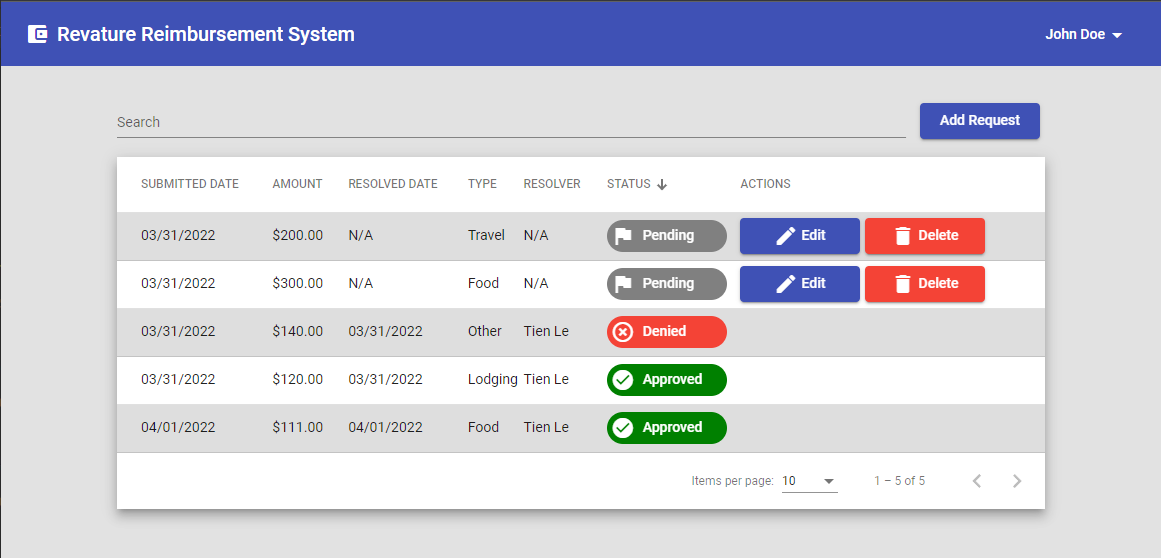 Revature Reimbursement System John Doe
Search Add Request
SUBMITTED DATE AMOUNT RESOLVED DATE TYPE RESOLVER STATUS ACTIONS
03/31/2022 $200.00 N/A Travel N/A Pending Edit Delete
03/31/2022 $300.00 N/A Food N/A Pending Edit Delete
03/31/2022 $140.00 03/31/2022 Other Tien Le Denied
03/31/2022 $120.00 03/31/2022 Lodging Tien Le Approved
04/01/2022 $111.00 04/01/2022 Food Tien Le Approved
Items per page: 10 1 – 5 of 5